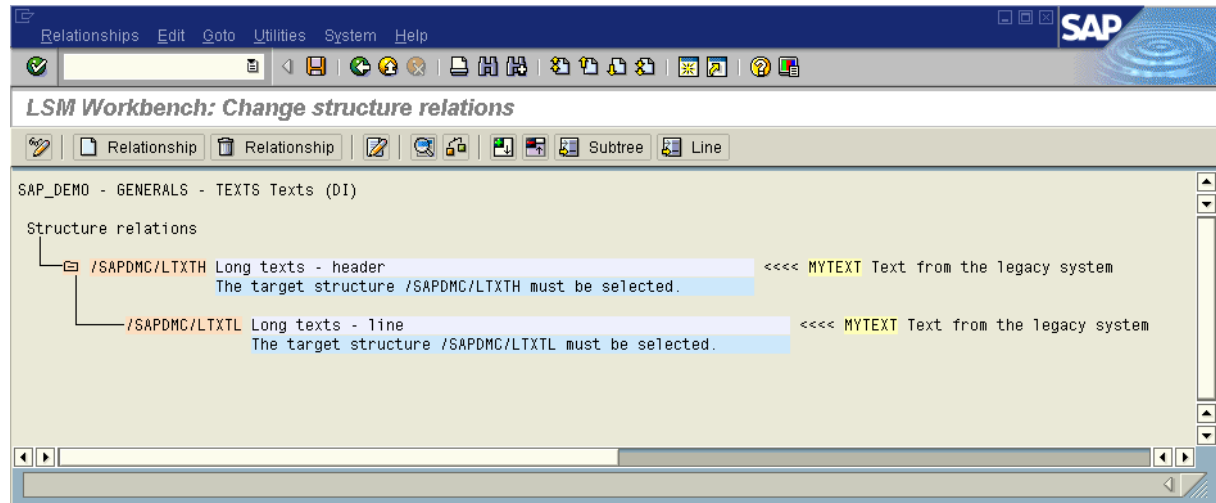 Relationships Edit Goto Utilities System Help
SAP
LSM Workbench: Change structure relations
Relationship Relationship Subtree Line
SAP_DEMO - GENERALS - TEXTS Texts (DI)
Structure relations
/SAPDMC/LTXTH Long texts - header <<<< MYTEXT Text from the legacy system
The target structure /SAPDMC/LTXTH must be selected.
/SAPDMC/LTXTL Long texts - line <<<< MYTEXT Text from the legacy system
The target structure /SAPDMC/LTXTL must be selected.